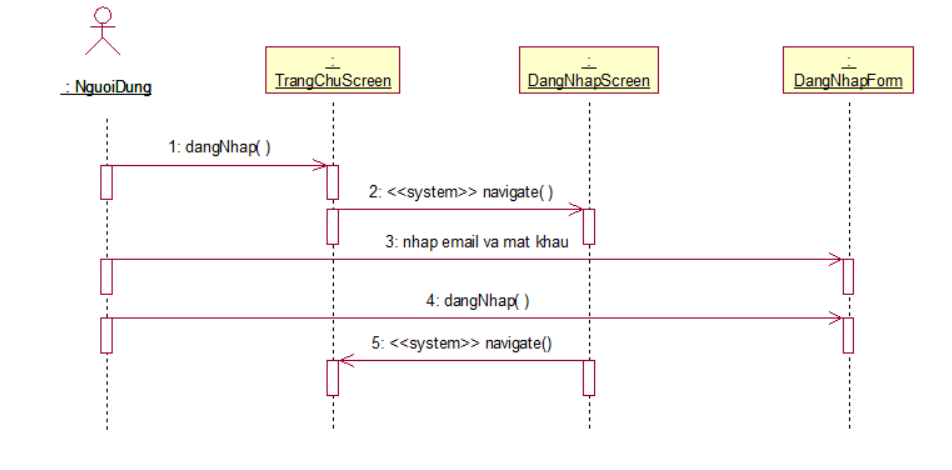 : NguoiDung
:
TrangChuScreen
:
DangNhapScreen
:
DangNhapForm
1: dangNhap( )
2: <<system>> navigate( )
3: nhap email va mat khau
4: dangNhap( )
5: <<system>> navigate()